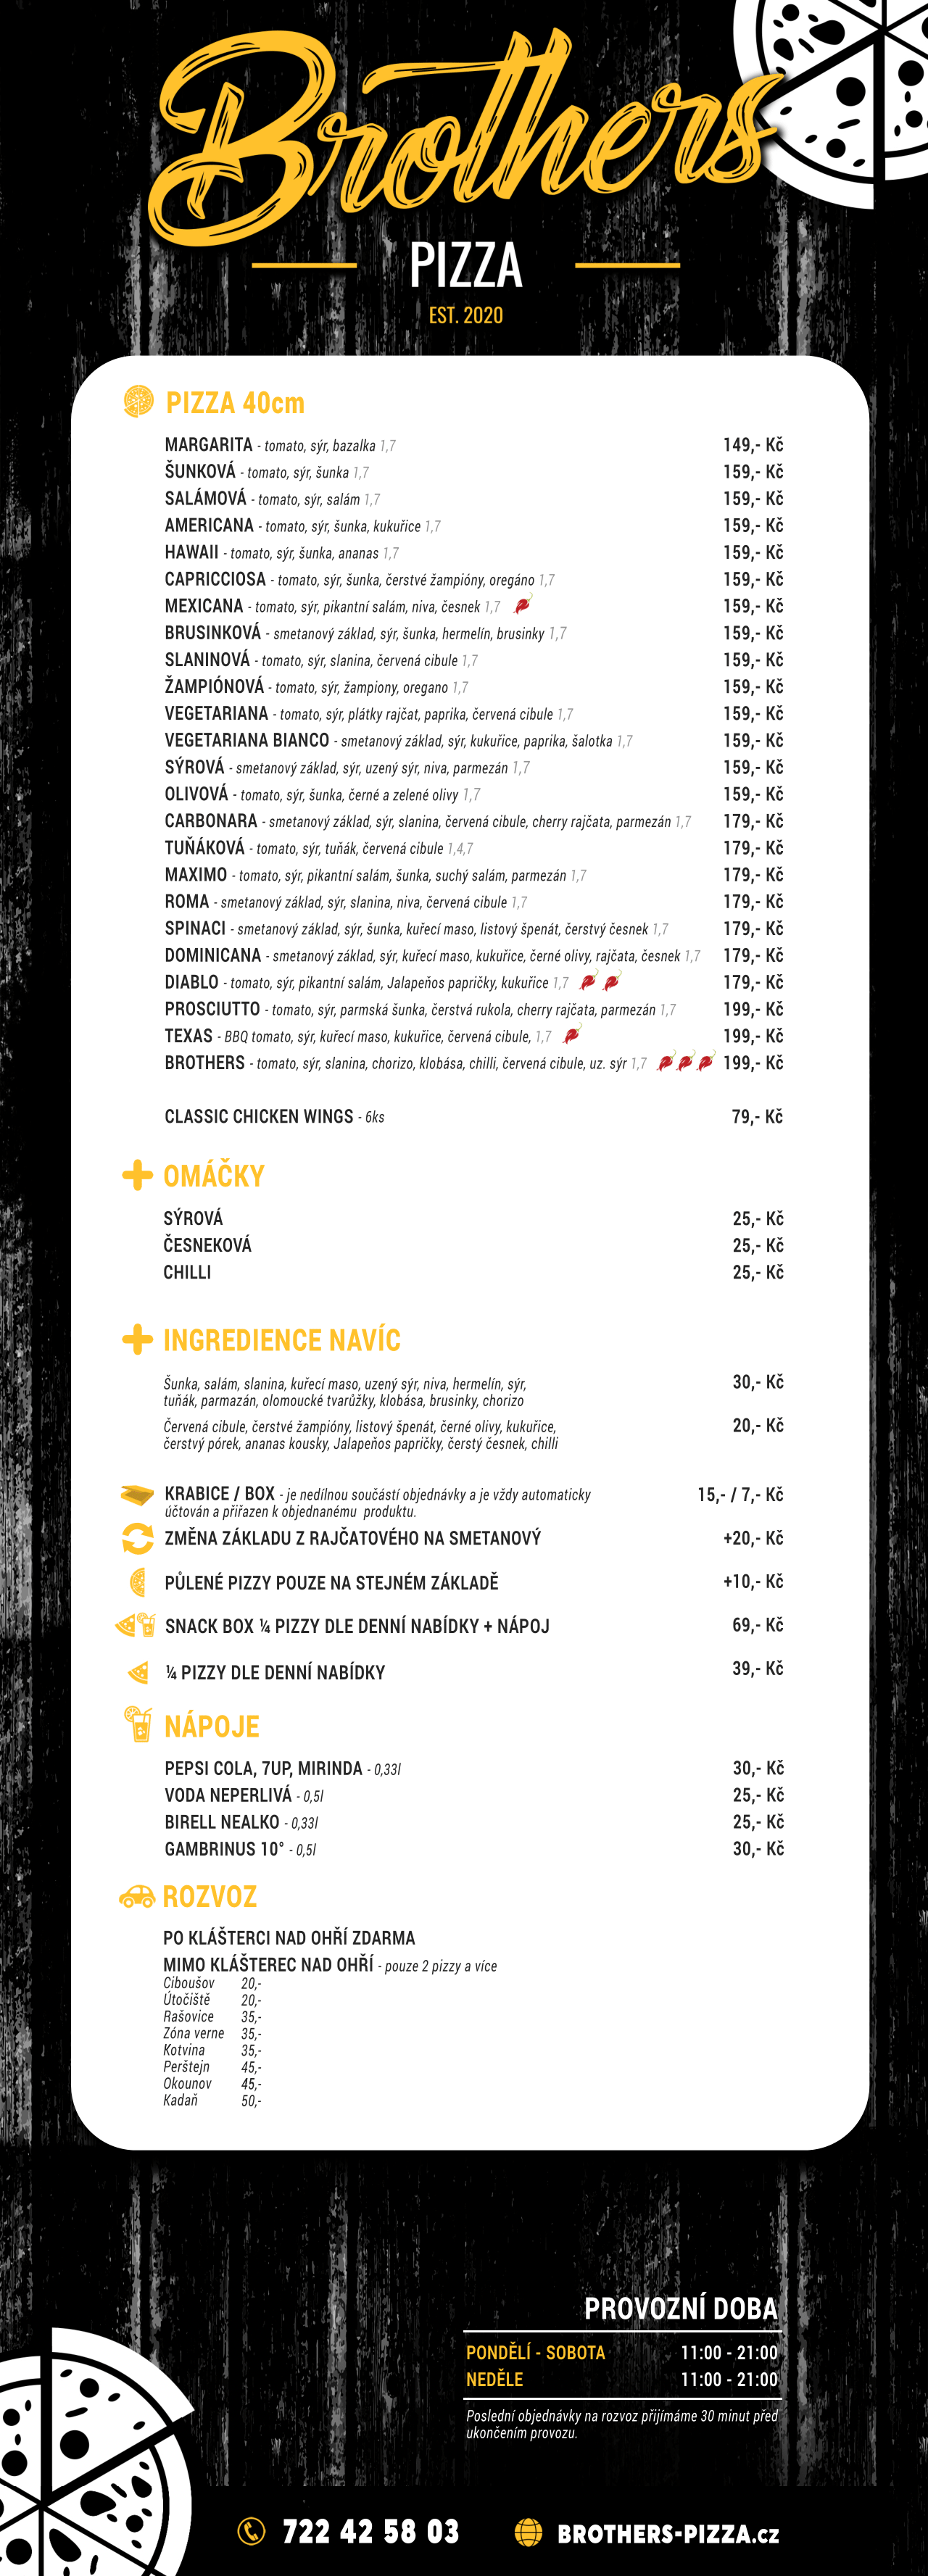 Brothers
PIZZA
EST. 2020
PIZZA 40cm
MARGARITA - tomato, sýr, bazalka 1,7 149,- Kč
ŠUNKOVÁ - tomato, sýr, šunka 1,7 159,- Kč
SALÁMOVÁ - tomato, sýr, salám 1,7 159,- Kč
AMERICANA - tomato, sýr, šunka, kukuřice 1,7 159,- Kč
HAWAII - tomato, sýr, šunka, ananas 1,7 159,- Kč
CAPRICCIOSA - tomato, sýr, šunka, čerstvé žampióny, oregáno 1,7 159,- Kč
MEXICANA - tomato, sýr, pikantní salám, niva, česnek 1,7 159,- Kč
BRUSINKOVÁ - smetanový základ, sýr, šunka, hermelín, brusinky 1,7 159,- Kč
SLANINOVÁ - tomato, sýr, slanina, červená cibule 1,7 159,- Kč
ŽAMPIÓNOVÁ - tomato, sýr, žampiony, oregano 1,7 159,- Kč
VEGETARIANA - tomato, sýr, plátky rajčat, paprika, červená cibule 1,7 159,- Kč
VEGETARIANA BIANCO - smetanový základ, sýr, kukuřice, paprika, šalotka 1,7 159,- Kč
SÝROVÁ - smetanový základ, sýr, uzený sýr, niva, parmezán 1,7 159,- Kč
OLIVOVÁ - tomato, sýr, šunka, černé a zelené olivy 1,7 159,- Kč
CARBONARA - smetanový základ, sýr, slanina, červená cibule, cherry rajčata, parmezán 1,7 179,- Kč
TUŇÁKOVÁ - tomato, sýr, tuňák, červená cibule 1,4,7 179,- Kč
MAXIMO - tomato, sýr, pikantní salám, šunka, suchý salám, parmezán 1,7 179,- Kč
ROMA - smetanový základ, sýr, slanina, niva, červená cibule 1,7 179,- Kč
SPINACI - smetanový základ, sýr, šunka, kuřecí maso, listový špenát, čerstvý česnek 1,7 179,- Kč
DOMINICANA - smetanový základ, sýr, kuřecí maso, kukuřice, černé olivy, rajčata, česnek 1,7 179,- Kč
DIABLO - tomato, sýr, pikantní salám, Jalapeňos papričky, kukuřice 1,7 179,- Kč
PROSCIUTTO - tomato, sýr, parmská šunka, čerstvá rukola, cherry rajčata, parmezán 1,7 199,- Kč
TEXAS - BBQ tomato, sýr, kuřecí maso, kukuřice, červená cibule, 1,7 199,- Kč
BROTHERS - tomato, sýr, slanina, chorizo, klobása, chilli, červená cibule, uz. sýr 1,7 199,- Kč
CLASSIC CHICKEN WINGS - 6ks 79,- Kč
OMÁČKY
SÝROVÁ 25,- Kč
ČESNEKOVÁ 25,- Kč
CHILLI 25,- Kč
INGREDIENCE NAVÍC
Šunka, salám, slanina, kuřecí maso, uzený sýr, niva, hermelín, sýr, 30,- Kč
tuňák, parmazán, olomoucké tvarůžky, klobása, brusinky, chorizo
Červená cibule, čerstvé žampióny, listový špenát, černé olivy, kukuřice, 20,- Kč
čerstvý pórek, ananas kousky, Jalapeňos papričky, čerstý česnek, chilli
KRABICE / BOX - je nedílnou součástí objednávky a je vždy automaticky 15,- / 7,- Kč
účtován a přiřazen k objednanému produktu.
ZMĚNA ZÁKLADU Z RAJČATOVÉHO NA SMETANOVÝ +20,- Kč
PŮLENÉ PIZZY POUZE NA STEJNÉM ZÁKLADĚ +10,- Kč
SNACK BOX ¼ PIZZY DLE DENNÍ NABÍDKY + NÁPOJ 69,- Kč
¼ PIZZY DLE DENNÍ NABÍDKY 39,- Kč
NÁPOJE
PEPSI COLA, 7UP, MIRINDA - 0,33l 30,- Kč
VODA NEPERLIVÁ - 0,5l 25,- Kč
BIRELL NEALKO - 0,33l 25,- Kč
GAMBRINUS 10° - 0,5l 30,- Kč
ROZVOZ
PO KLÁŠTERCI NAD OHŘÍ ZDARMA
MIMO KLÁŠTEREC NAD OHŘÍ - pouze 2 pizzy a více
Ciboušov 20,-
Útočiště 20,-
Rašovice 35,-
Zóna verne 35,-
Kotvina 35,-
Perštejn 45,-
Okounov 45,-
Kadaň 50,-
PROVOZNÍ DOBA
PONDĚLÍ - SOBOTA 11:00 - 21:00
NEDĚLE 11:00 - 21:00
Poslední objednávky na rozvoz přijímáme 30 minut před
ukončením provozu.
722 42 58 03 BROTHERS-PIZZA.cz